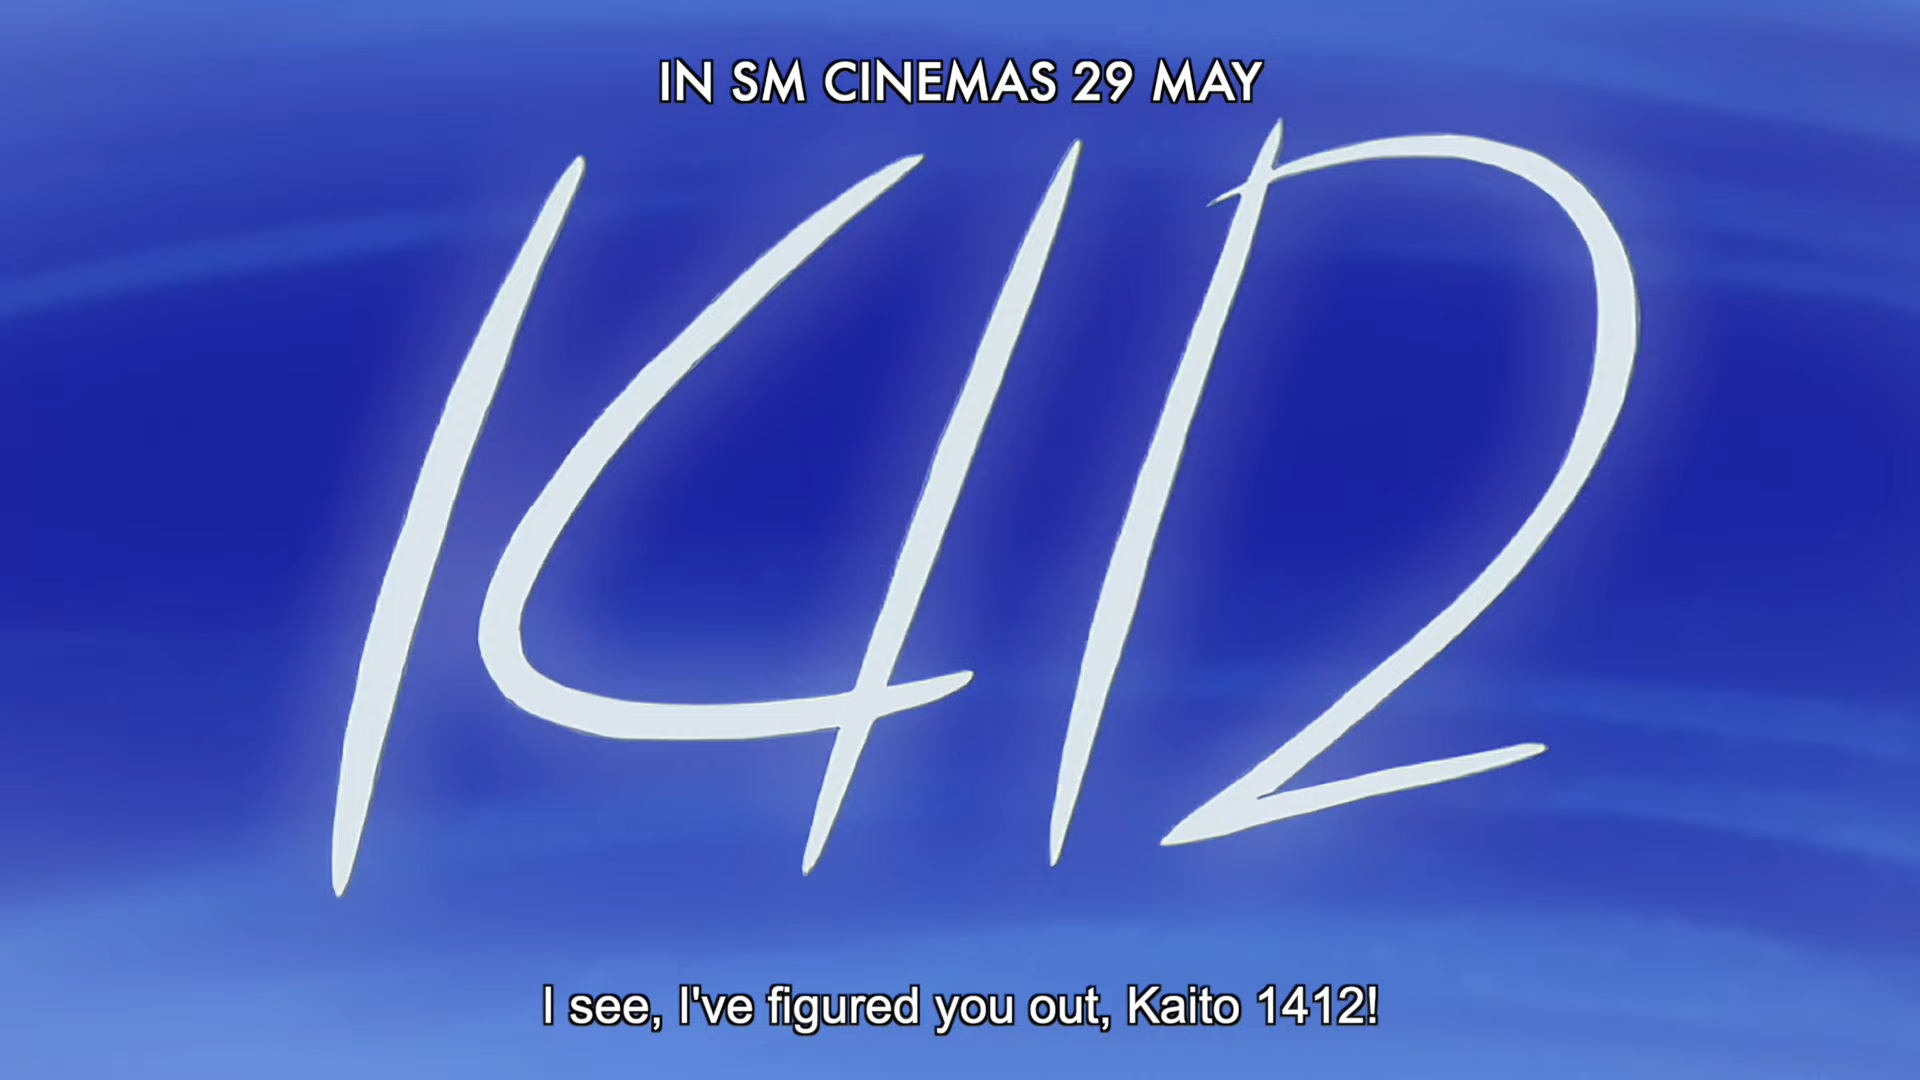 IN SM CINEMAS 29 MAY
1412
I see, I've figured you out, Kaito 1412!